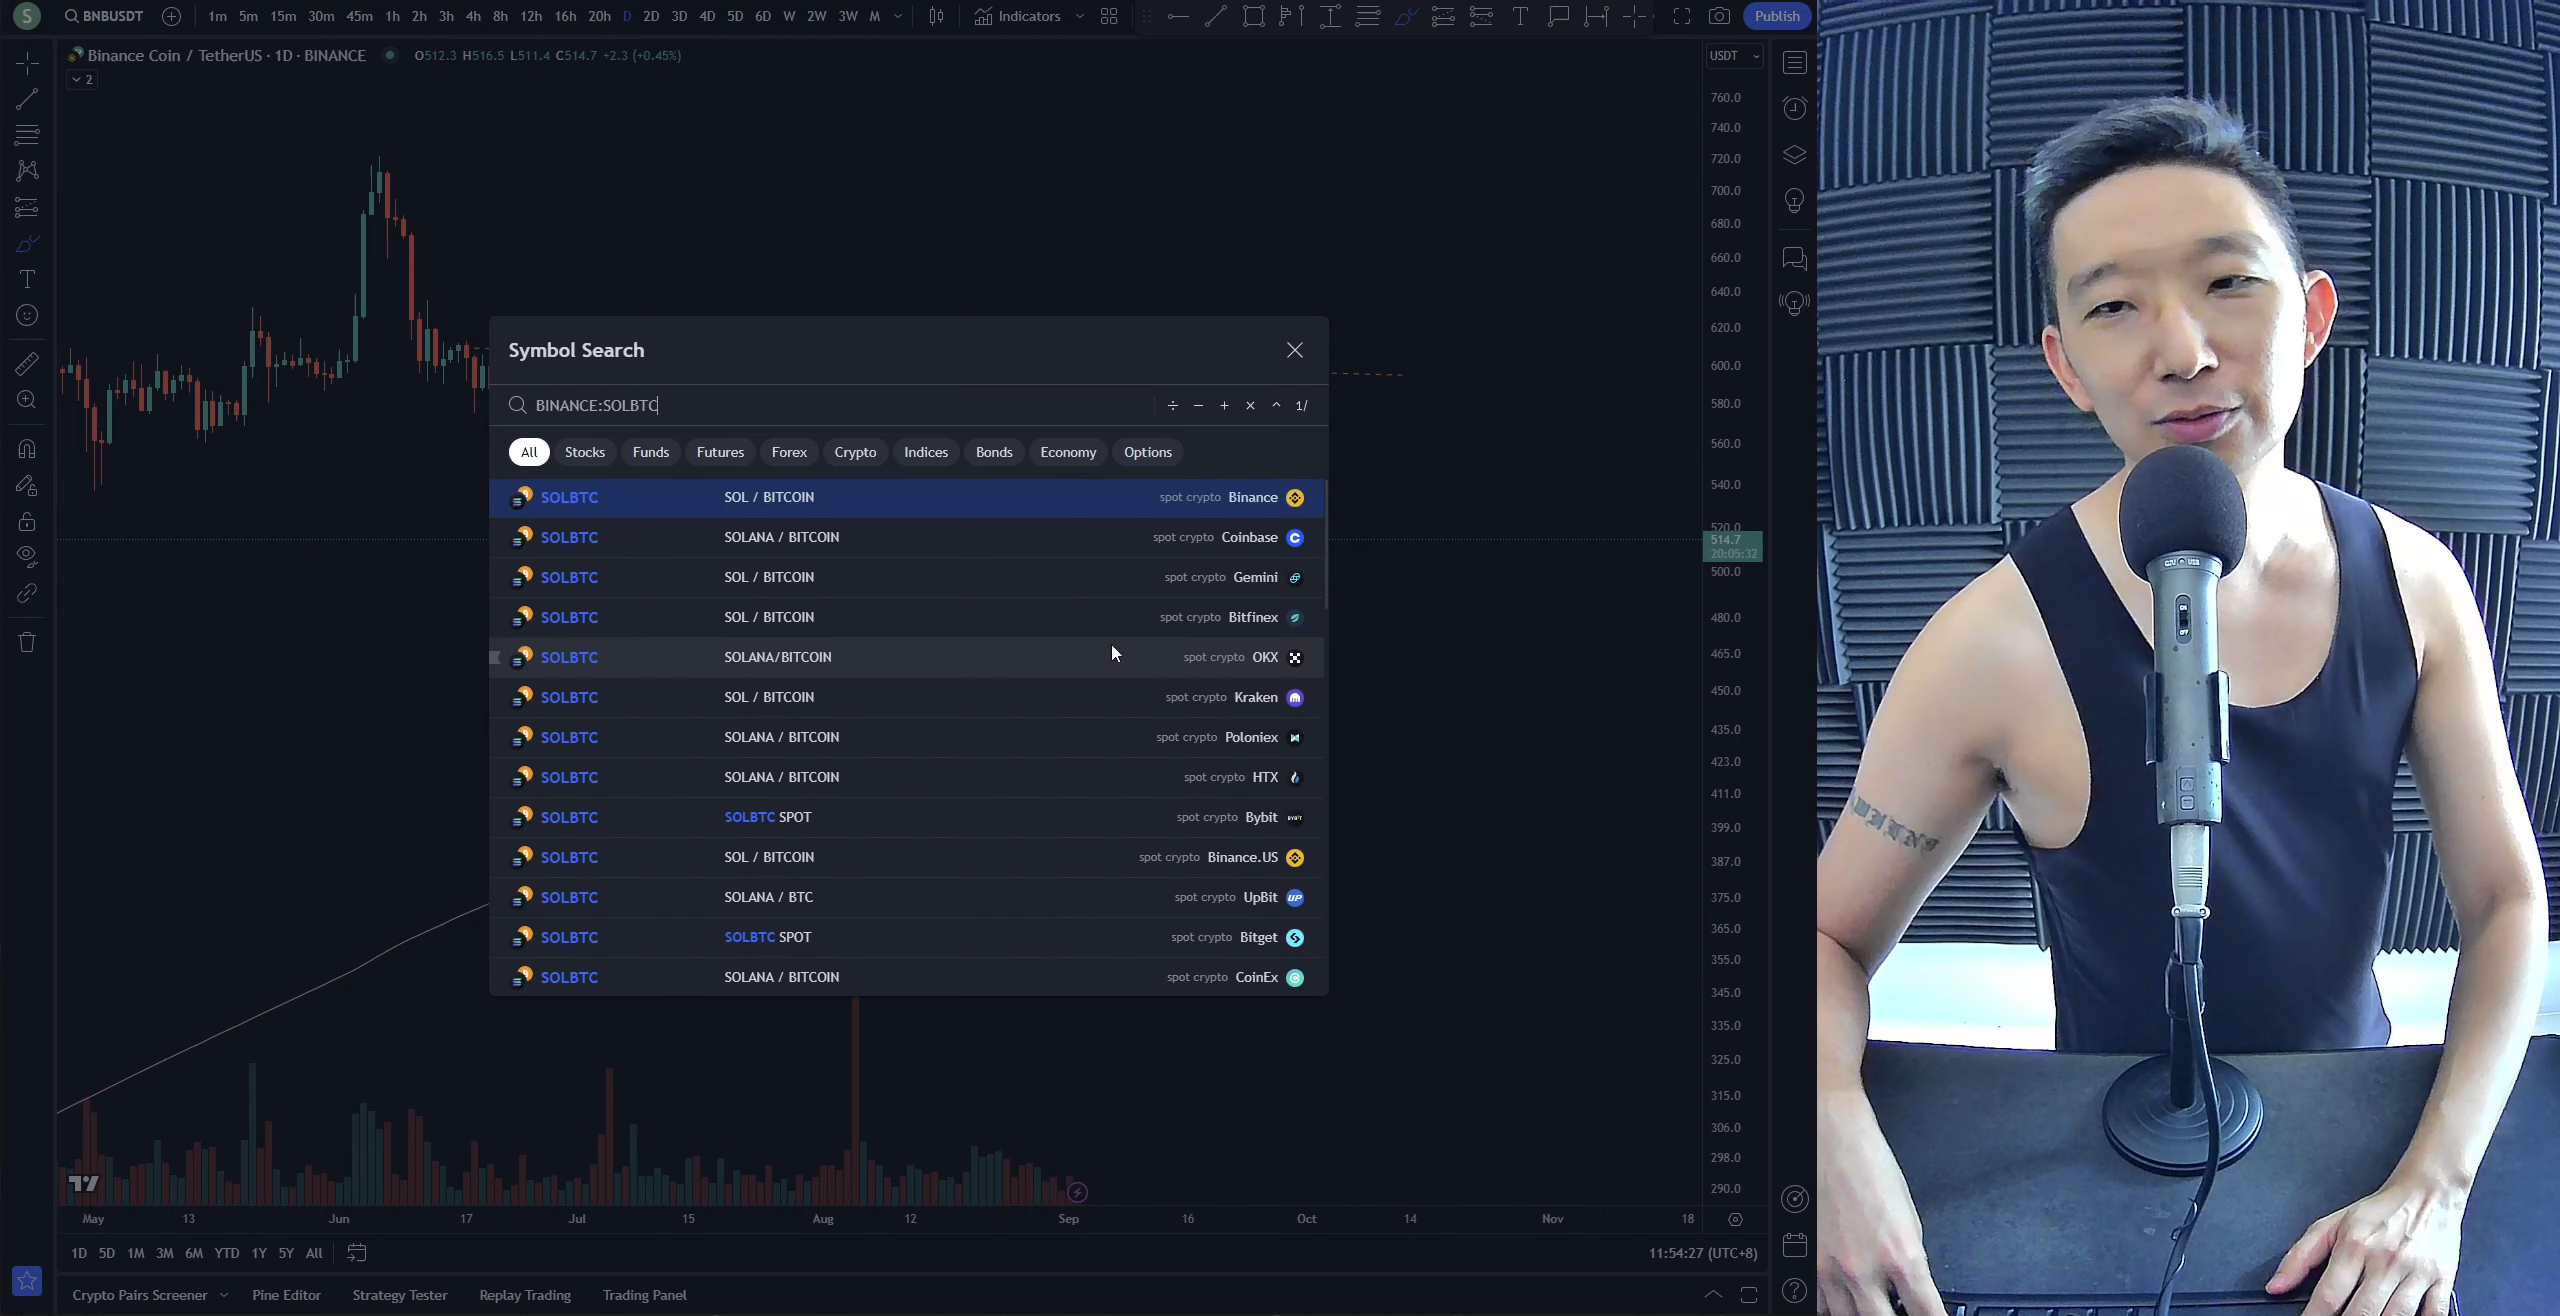 S
BNBUSDT 1m 5m 15m 30m 45m 1h 2h 3h 4h 8h 12h 16h 20h D 2D 3D 4D 5D 6D W 2W 3W M Indicators Publish
Binance Coin / TetherUS · 1D · BINANCE O512.3 H516.5 L511.4 C514.7 +2.3 (+0.45%) USDT
2
760.0
740.0
720.0
700.0
680.0
660.0
640.0
620.0
600.0
580.0
560.0
540.0
520.0
514.7
20:05:32
500.0
480.0
465.0
450.0
435.0
423.0
411.0
399.0
387.0
375.0
365.0
355.0
345.0
335.0
325.0
315.0
306.0
298.0
290.0
Symbol Search
BINANCE:SOLBTC ÷ − + × ^ 1/
All Stocks Funds Futures Forex Crypto Indices Bonds Economy Options
SOLBTC SOL / BITCOIN spot crypto Binance
SOLBTC SOLANA / BITCOIN spot crypto Coinbase
SOLBTC SOL / BITCOIN spot crypto Gemini
SOLBTC SOL / BITCOIN spot crypto Bitfinex
SOLBTC SOLANA/BITCOIN spot crypto OKX
SOLBTC SOL / BITCOIN spot crypto Kraken
SOLBTC SOLANA / BITCOIN spot crypto Poloniex
SOLBTC SOLANA / BITCOIN spot crypto HTX
SOLBTC SOLBTC SPOT spot crypto Bybit
SOLBTC SOL / BITCOIN spot crypto Binance.US
SOLBTC SOLANA / BTC spot crypto UpBit
SOLBTC SOLBTC SPOT spot crypto Bitget
SOLBTC SOLANA / BITCOIN spot crypto CoinEx
May 13 Jun 17 Jul 15 Aug 12 Sep 16 Oct 14 Nov 18
1D 5D 1M 3M 6M YTD 1Y 5Y All 11:54:27 (UTC+8)
Crypto Pairs Screener Pine Editor Strategy Tester Replay Trading Trading Panel
ON
OFF